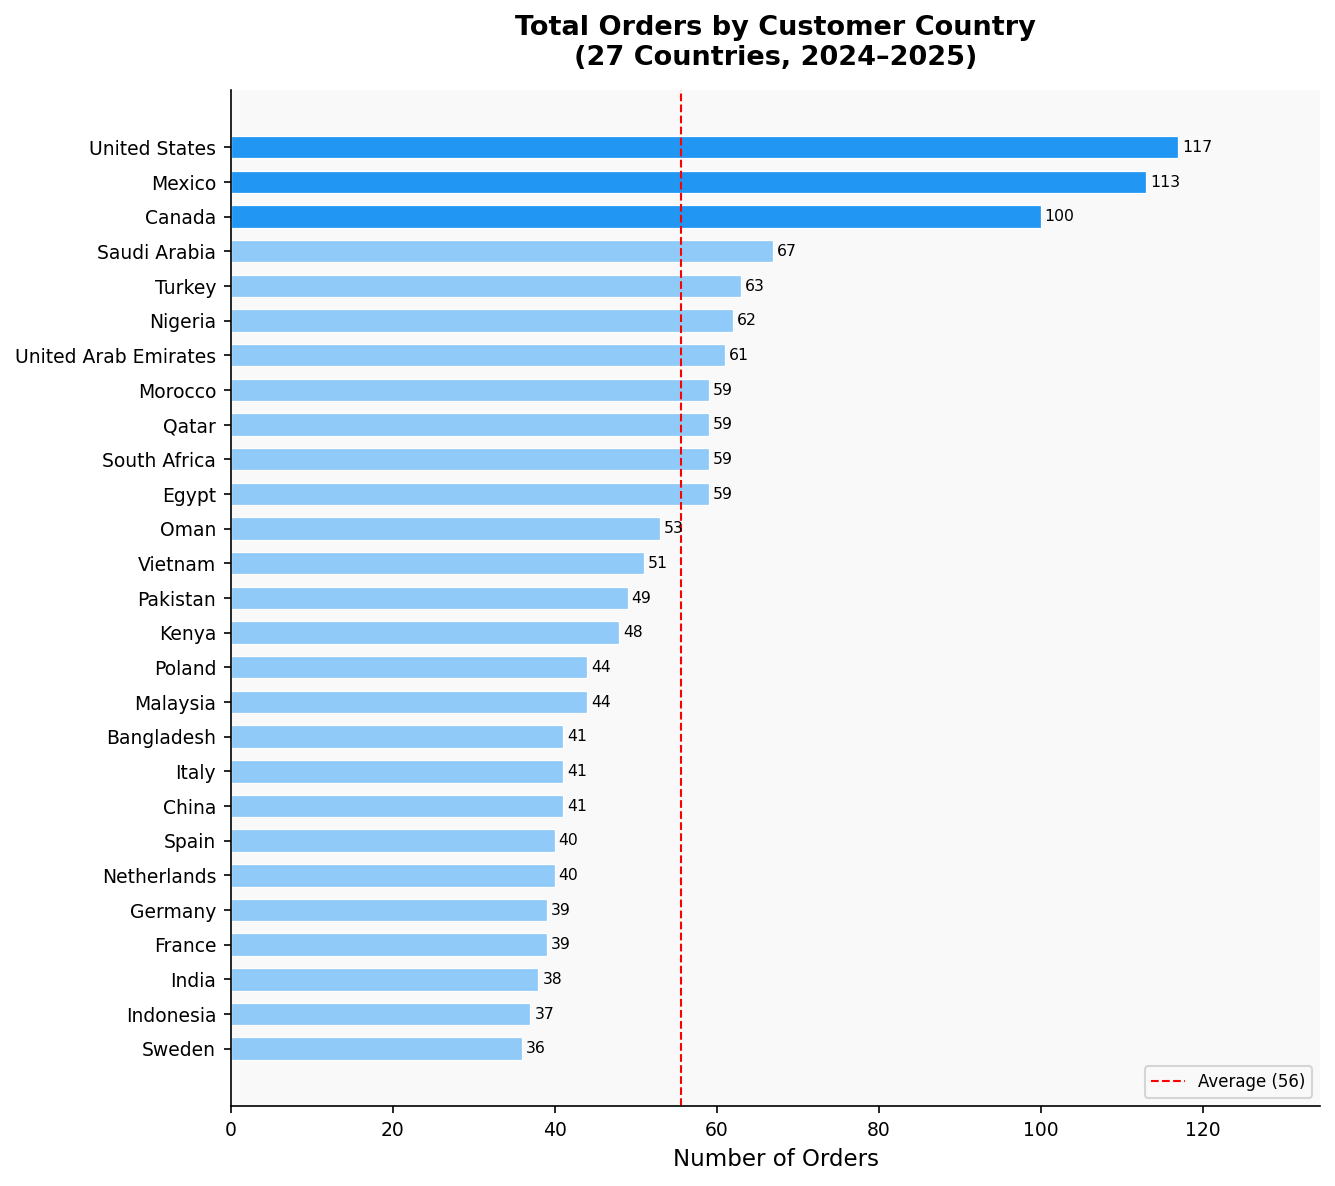 Total Orders by Customer Country
(27 Countries, 2024–2025)
United States 117
Mexico 113
Canada 100
Saudi Arabia 67
Turkey 63
Nigeria 62
United Arab Emirates 61
Morocco 59
Qatar 59
South Africa 59
Egypt 59
Oman 53
Vietnam 51
Pakistan 49
Kenya 48
Poland 44
Malaysia 44
Bangladesh 41
Italy 41
China 41
Spain 40
Netherlands 40
Germany 39
France 39
India 38
Indonesia 37
Sweden 36
Average (56)
0 20 40 60 80 100 120
Number of Orders